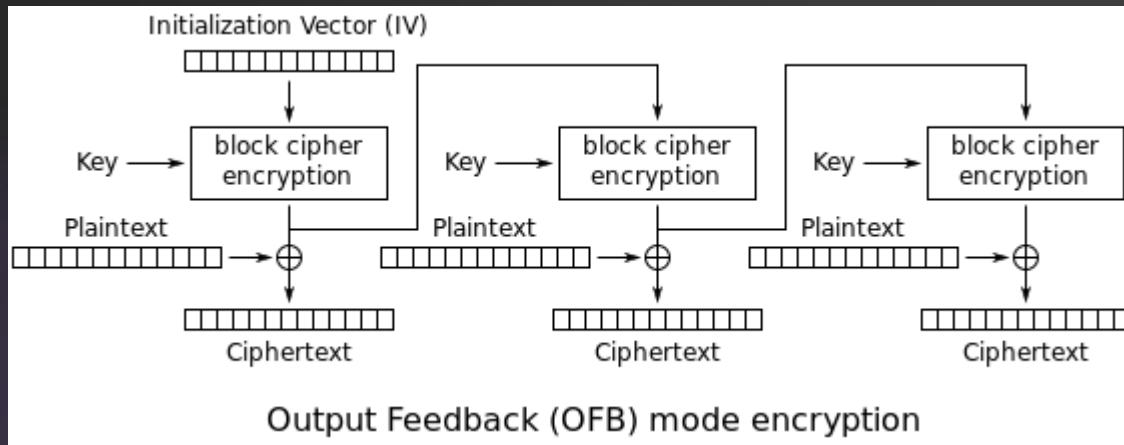 Initialization Vector (IV)
Key
block cipher
encryption
Key
block cipher
encryption
Key
block cipher
encryption
Plaintext
Plaintext
Plaintext
Ciphertext
Ciphertext
Ciphertext
Output Feedback (OFB) mode encryption